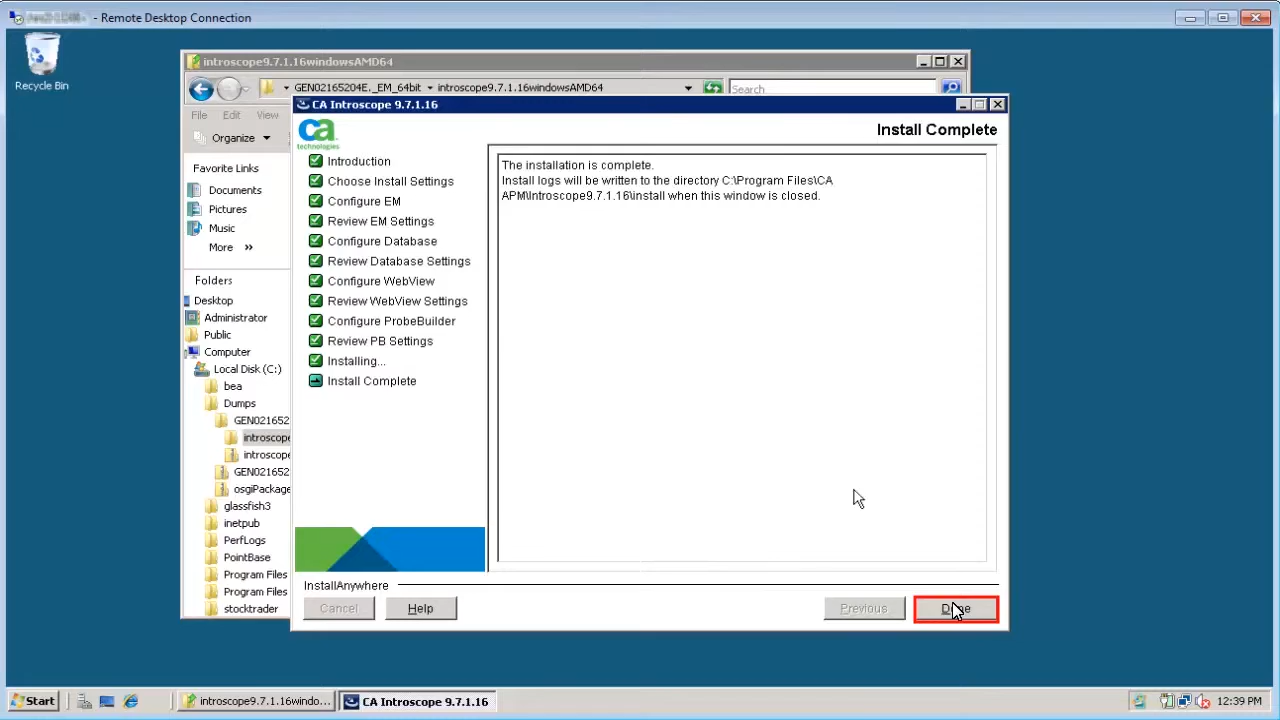 - Remote Desktop Connection
Recycle Bin
introscope9.7.1.16windowsAMD64
GEN02165204E._EM_64bit
introscope9.7.1.16windowsAMD64
Search
File Edit View
Organize
Favorite Links
Documents
Pictures
Music
More »
Folders
Desktop
Administrator
Public
Computer
Local Disk (C:)
bea
Dumps
GEN021652
introscope
introscope
GEN021652
osgiPackage
glassfish3
inetpub
PerfLogs
PointBase
Program Files
Program Files
stocktrader
CA Introscope 9.7.1.16
ca
technologies
Install Complete
Introduction
Choose Install Settings
Configure EM
Review EM Settings
Configure Database
Review Database Settings
Configure WebView
Review WebView Settings
Configure ProbeBuilder
Review PB Settings
Installing...
Install Complete
The installation is complete.
Install logs will be written to the directory C:\Program Files\CA
APM\Introscope9.7.1.16\install when this window is closed.
InstallAnywhere
Cancel Help Previous Done
Start
introscope9.7.1.16windo...
CA Introscope 9.7.1.16
12:39 PM